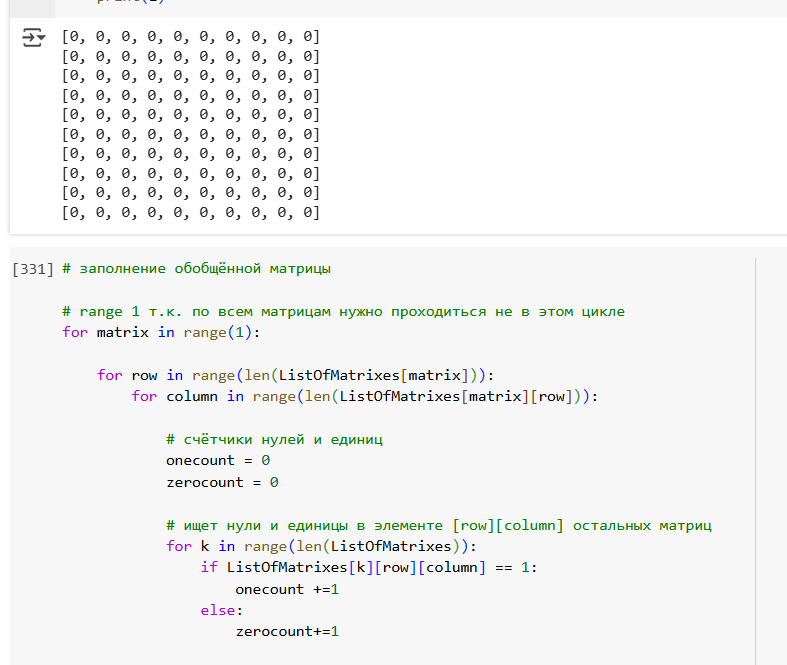 [0, 0, 0, 0, 0, 0, 0, 0, 0, 0]
[0, 0, 0, 0, 0, 0, 0, 0, 0, 0]
[0, 0, 0, 0, 0, 0, 0, 0, 0, 0]
[0, 0, 0, 0, 0, 0, 0, 0, 0, 0]
[0, 0, 0, 0, 0, 0, 0, 0, 0, 0]
[0, 0, 0, 0, 0, 0, 0, 0, 0, 0]
[0, 0, 0, 0, 0, 0, 0, 0, 0, 0]
[0, 0, 0, 0, 0, 0, 0, 0, 0, 0]
[0, 0, 0, 0, 0, 0, 0, 0, 0, 0]
[0, 0, 0, 0, 0, 0, 0, 0, 0, 0]
[331] # заполнение обобщённой матрицы
# range 1 т.к. по всем матрицам нужно проходиться не в этом цикле
for matrix in range(1):
for row in range(len(ListOfMatrixes[matrix])):
for column in range(len(ListOfMatrixes[matrix][row])):
# счётчики нулей и единиц
onecount = 0
zerocount = 0
# ищет нули и единицы в элементе [row][column] остальных матриц
for k in range(len(ListOfMatrixes)):
if ListOfMatrixes[k][row][column] == 1:
onecount +=1
else:
zerocount+=1